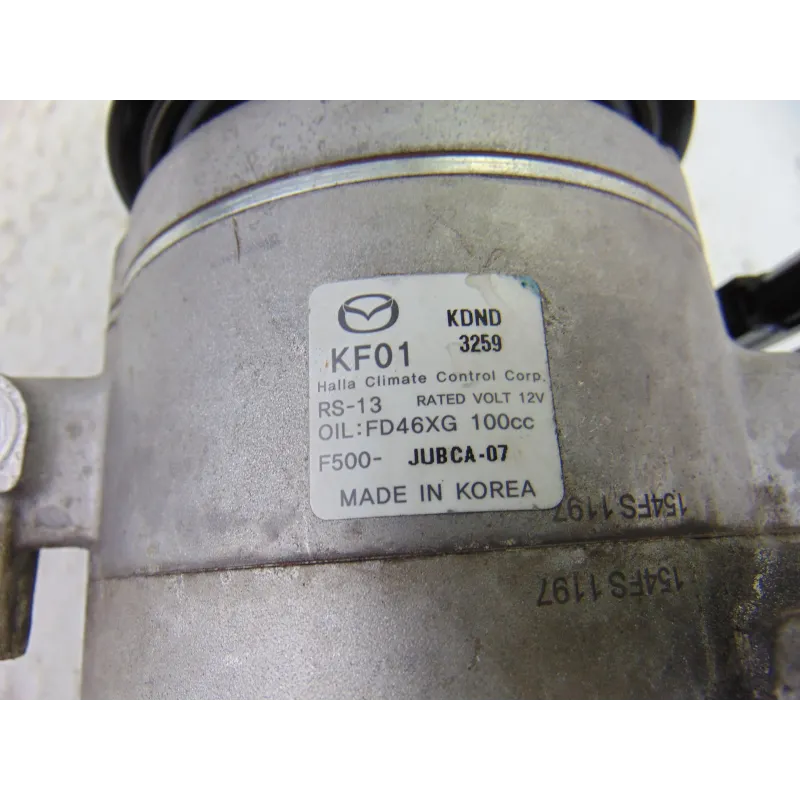 KDND
KF01 3259
Halla Climate Control Corp.
RS-13 RATED VOLT 12V
OIL:FD46XG 100cc
F500- JUBCA-07
MADE IN KOREA
154FS 1197
154FS 1197